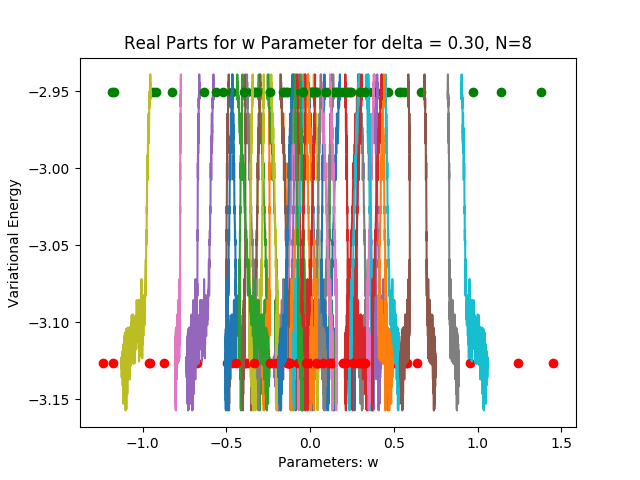 Real Parts for w Parameter for delta = 0.30, N=8
Variational Energy
−2.95
−3.00
−3.05
−3.10
−3.15
−1.0 −0.5 0.0 0.5 1.0 1.5
Parameters: w